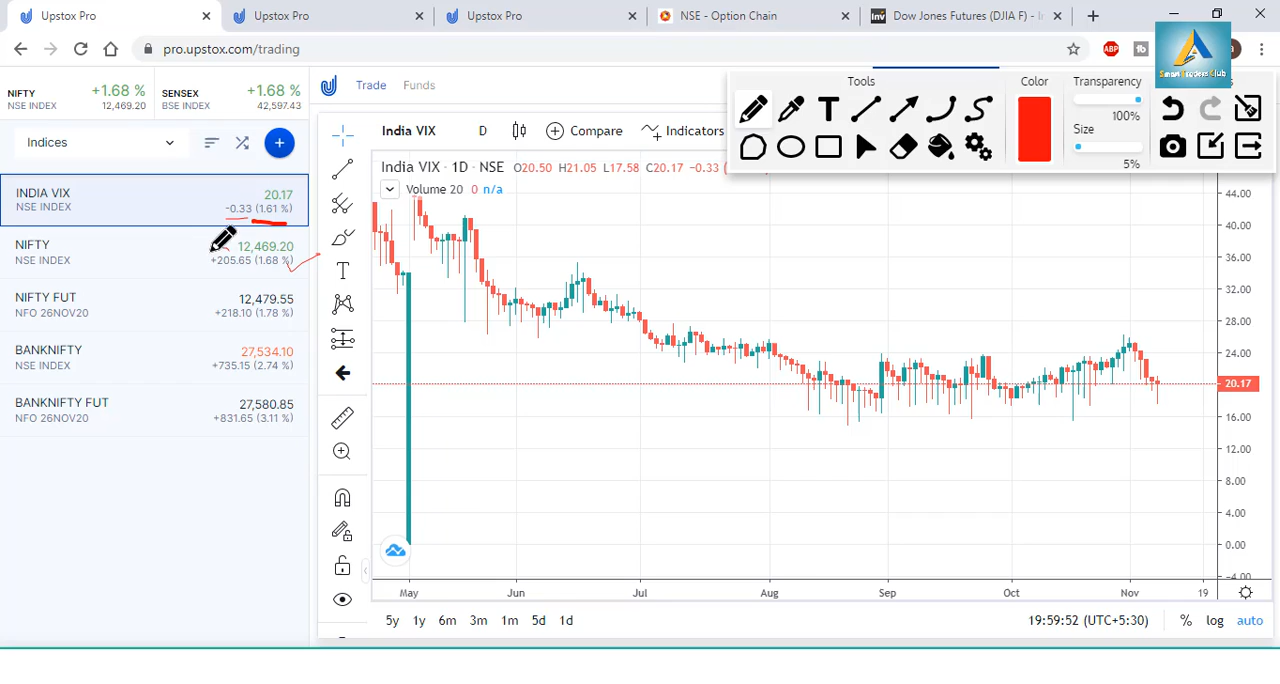 Upstox Pro
Upstox Pro
Upstox Pro
NSE - Option Chain
Dow Jones Futures (DJIA F) - In
pro.upstox.com/trading
ABP
NIFTY +1.68 %
NSE INDEX 12,469.20
SENSEX +1.68 %
BSE INDEX 42,597.43
Trade Funds
Tools
Color
Transparency
100%
Size
5%
Smart Traders Club
Indices
INDIA VIX 20.17
NSE INDEX -0.33 (1.61 %)
NIFTY 12,469.20
NSE INDEX +205.65 (1.68 %)
NIFTY FUT 12,479.55
NFO 26NOV20 +218.10 (1.78 %)
BANKNIFTY 27,534.10
NSE INDEX +735.15 (2.74 %)
BANKNIFTY FUT 27,580.85
NFO 26NOV20 +831.65 (3.11 %)
India VIX D Compare Indicators
India VIX · 1D · NSE O20.50 H21.05 L17.58 C20.17 -0.33
Volume 20 0 n/a
44.00
40.00
36.00
32.00
28.00
24.00
20.17
16.00
12.00
8.00
4.00
0.00
-4.00
May Jun Jul Aug Sep Oct Nov 19
5y 1y 6m 3m 1m 5d 1d
19:59:52 (UTC+5:30) % log auto